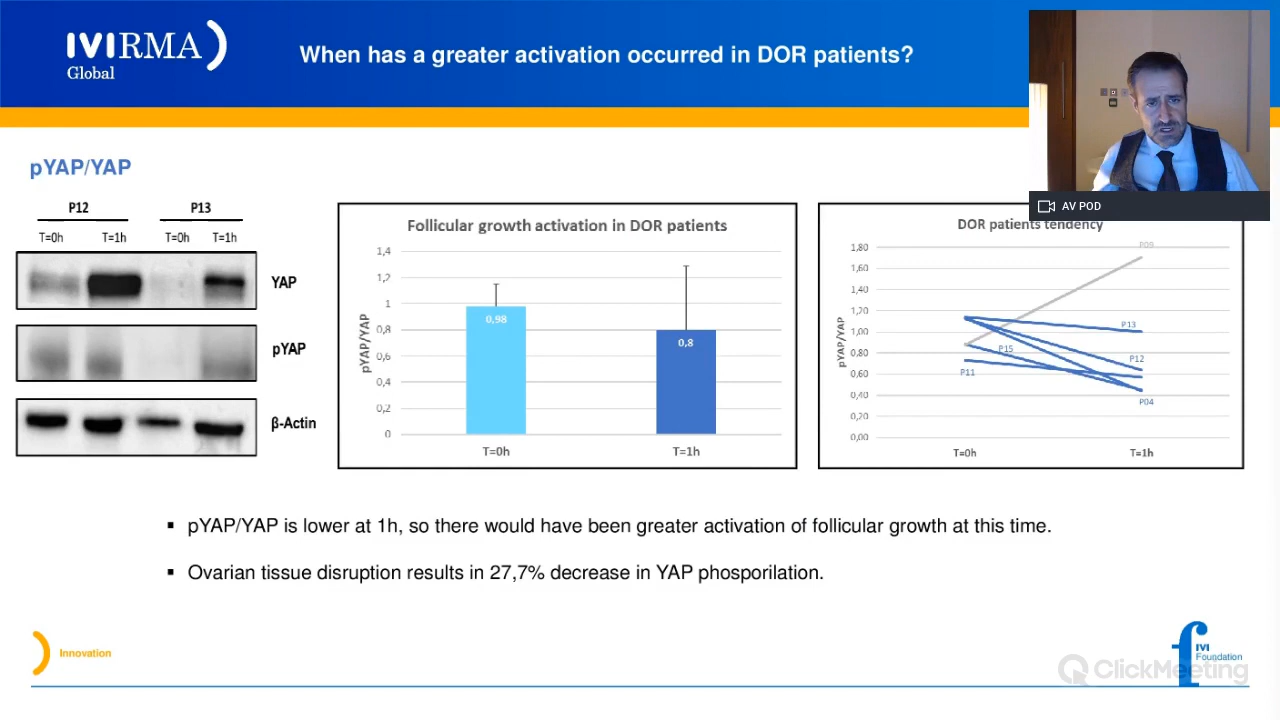 IVIRMA
Global
When has a greater activation occurred in DOR patients?
AV POD
pYAP/YAP
P12 P13
T=0h T=1h T=0h T=1h
YAP
pYAP
β-Actin
Follicular growth activation in DOR patients
pYAP/YAP
1,4
1,2
1
0,8
0,6
0,4
0,2
0
0,98
0,8
T=0h T=1h
DOR patients tendency
pYAP/YAP
1,80
1,60
1,40
1,20
1,00
0,80
0,60
0,40
0,20
0,00
P09
P13
P15
P12
P11
P04
T=0h T=1h
▪ pYAP/YAP is lower at 1h, so there would have been greater activation of follicular growth at this time.
▪ Ovarian tissue disruption results in 27,7% decrease in YAP phosporilation.
Innovation
IVI
Foundation
ClickMeeting